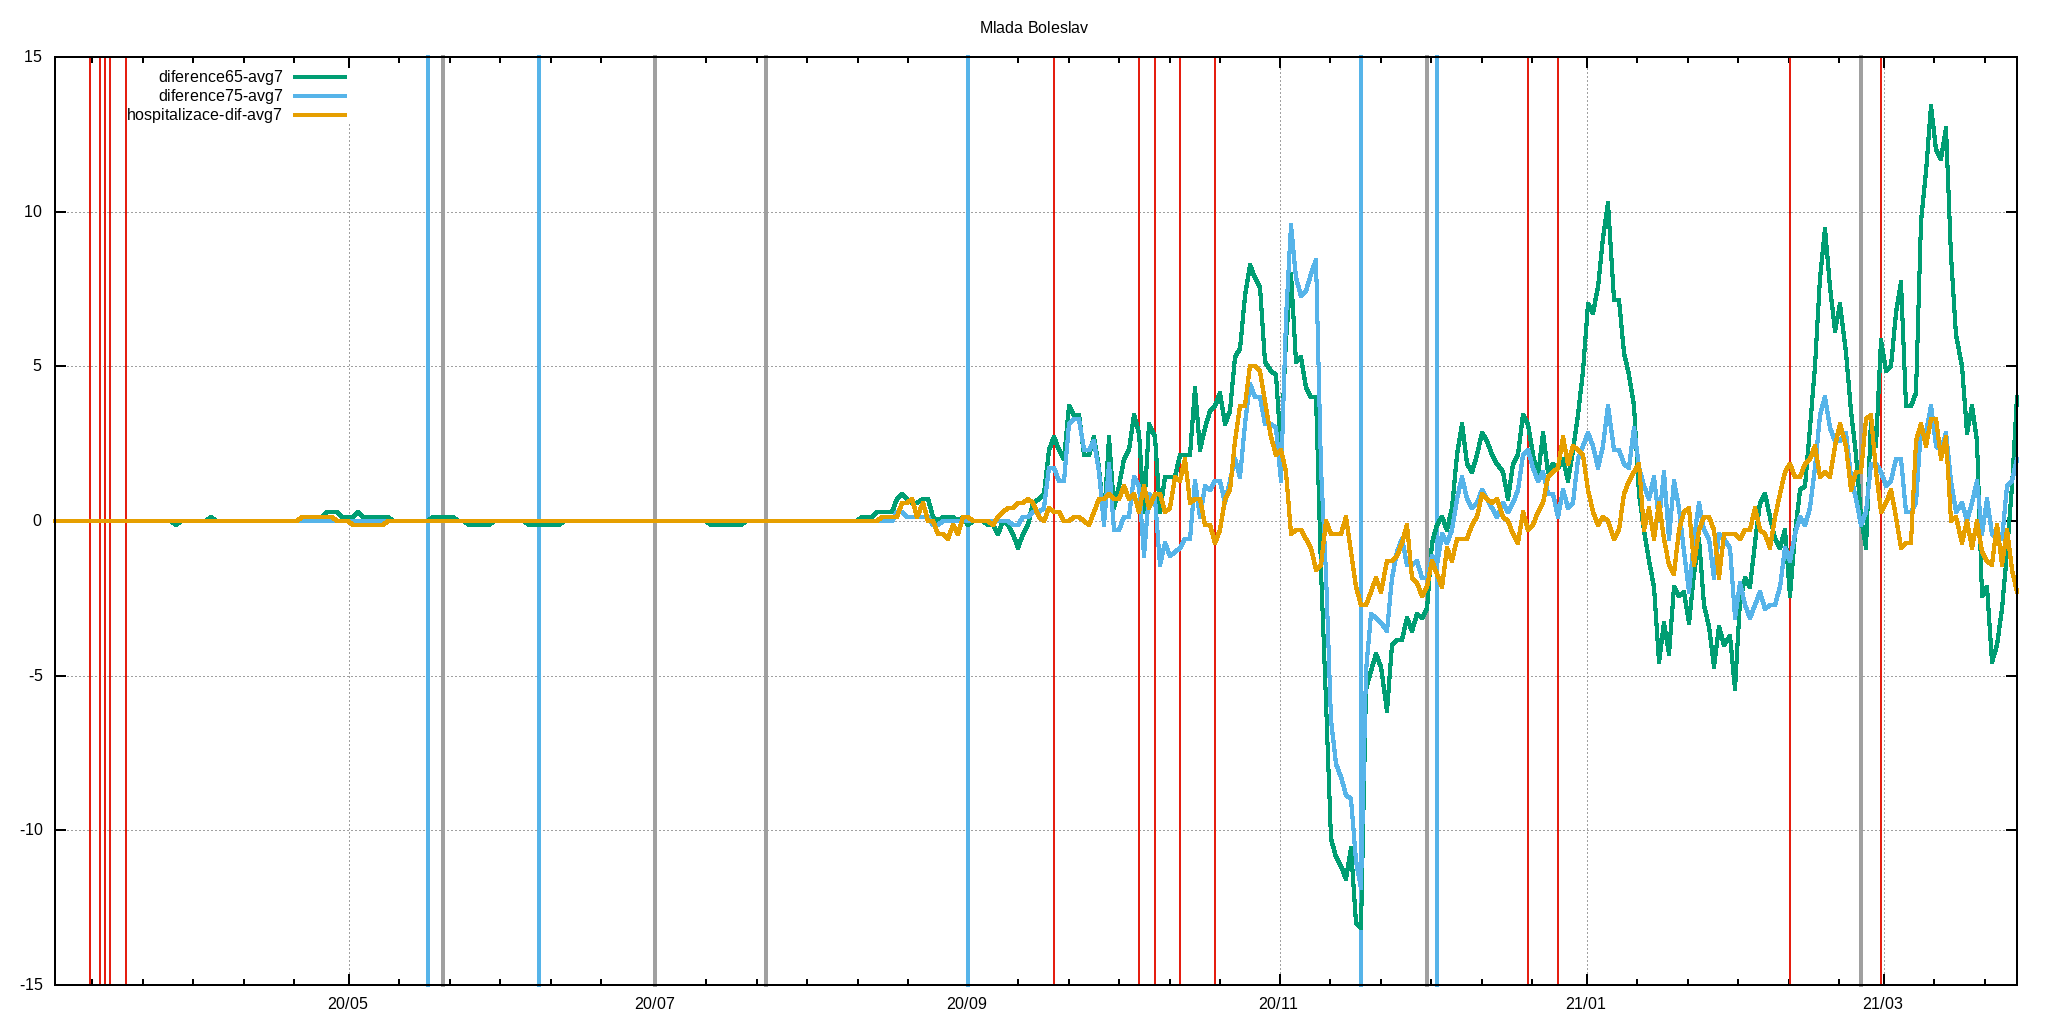 Mlada Boleslav
diference65-avg7
diference75-avg7
hospitalizace-dif-avg7
15
10
5
0
-5
-10
-15
20/05 20/07 20/09 20/11 21/01 21/03